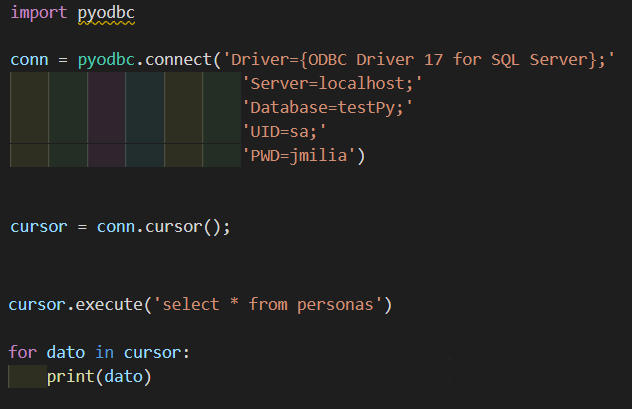 import pyodbc
conn = pyodbc.connect('Driver={ODBC Driver 17 for SQL Server};'
'Server=localhost;'
'Database=testPy;'
'UID=sa;'
'PWD=jmilia')
cursor = conn.cursor();
cursor.execute('select * from personas')
for dato in cursor:
print(dato)